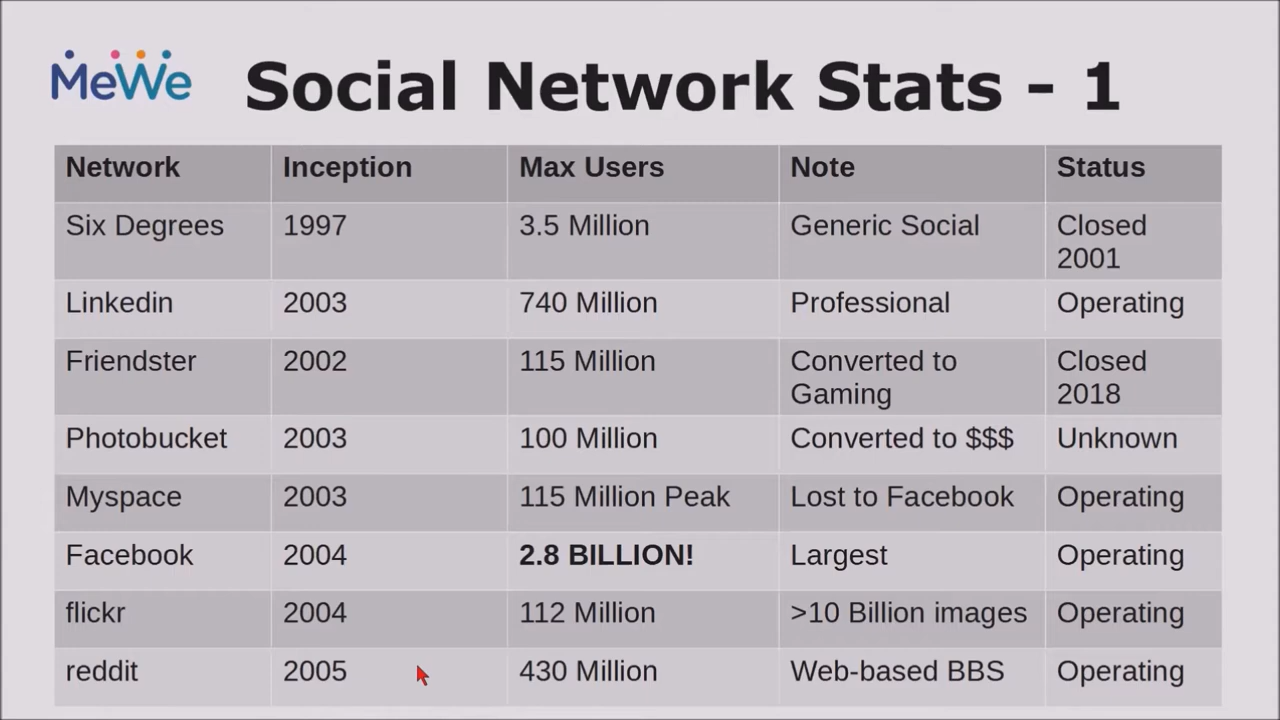 MeWe
Social Network Stats - 1
Network Inception Max Users Note Status
Six Degrees 1997 3.5 Million Generic Social Closed
2001
Linkedin 2003 740 Million Professional Operating
Friendster 2002 115 Million Converted to Closed
Gaming 2018
Photobucket 2003 100 Million Converted to $$$ Unknown
Myspace 2003 115 Million Peak Lost to Facebook Operating
Facebook 2004 2.8 BILLION! Largest Operating
flickr 2004 112 Million >10 Billion images Operating
reddit 2005 430 Million Web-based BBS Operating